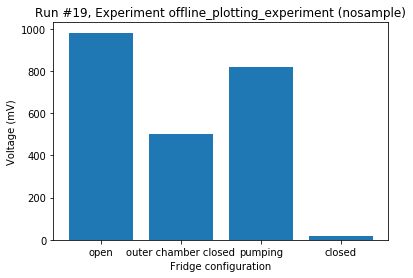 Run #19, Experiment offline_plotting_experiment (nosample)
1000
800
600
400
200
0
Voltage (mV)
open outer chamber closed pumping closed
Fridge configuration